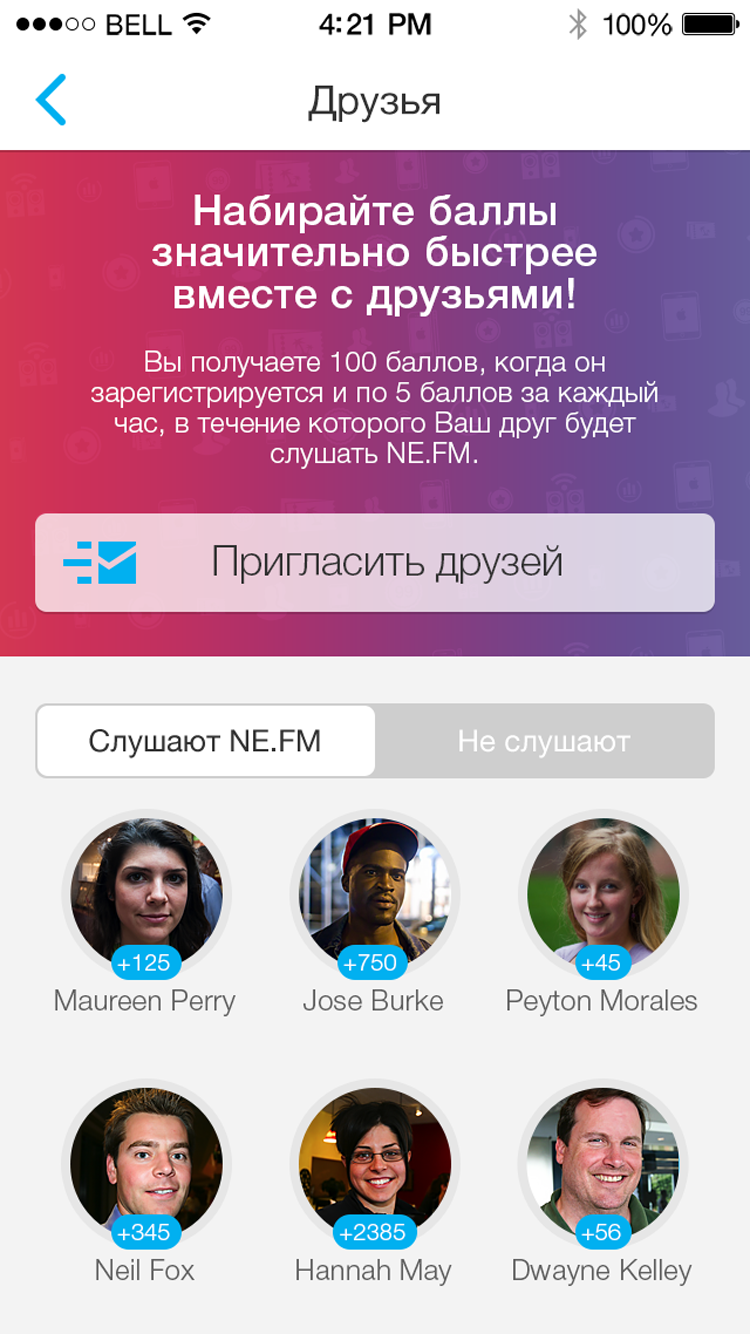 BELL 4:21 PM 100%
Друзья
Набирайте баллы
значительно быстрее
вместе с друзьями!
Вы получаете 100 баллов, когда он
зарегистрируется и по 5 баллов за каждый
час, в течение которого Ваш друг будет
слушать NE.FM.
Пригласить друзей
Слушают NE.FM Не слушают
+125 +750 +45
Maureen Perry Jose Burke Peyton Morales
+345 +2385 +56
Neil Fox Hannah May Dwayne Kelley